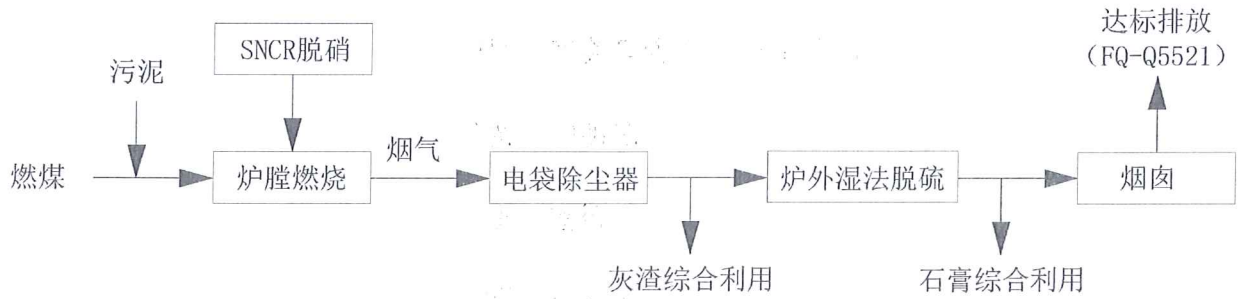 达标排放
(FQ-Q5521)
SNCR脱硝
污泥
烟气
燃煤
炉膛燃烧
电袋除尘器
炉外湿法脱硫
烟囱
灰渣综合利用
石膏综合利用